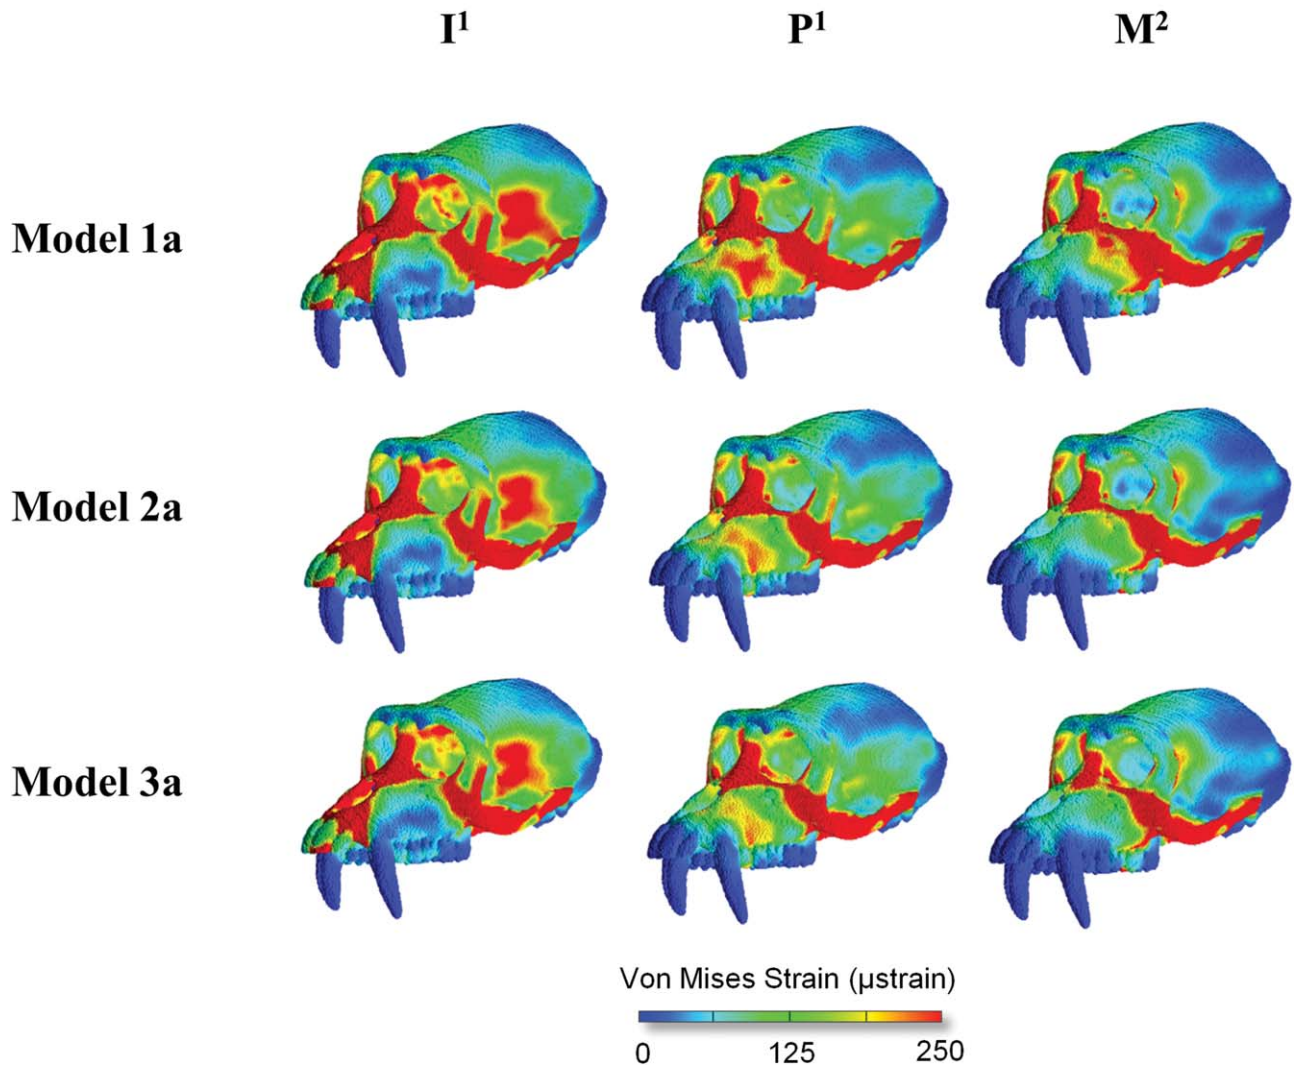 I¹ P¹ M²
Model 1a
Model 2a
Model 3a
Von Mises Strain (µstrain)
0 125 250